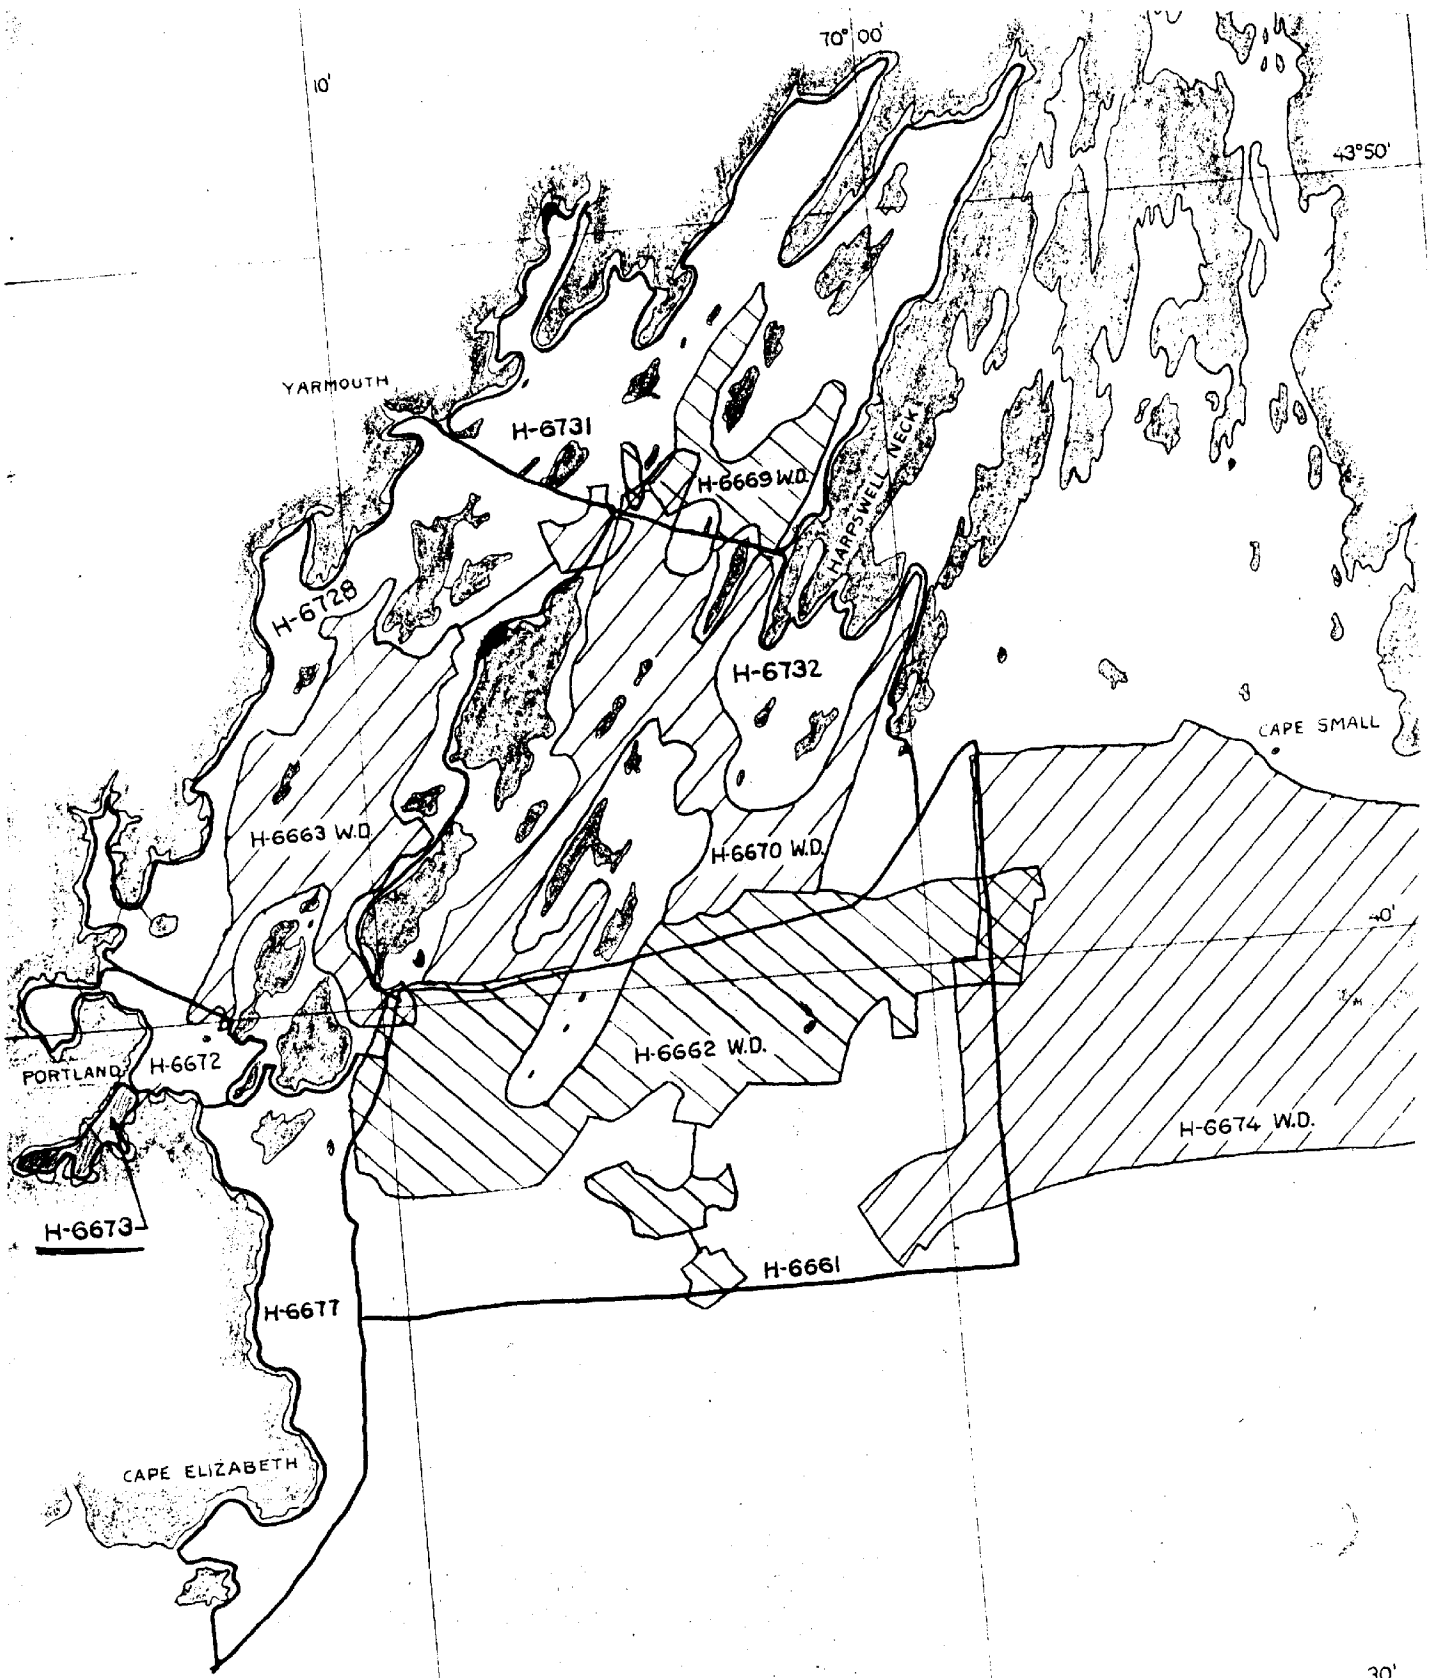 70° 00'
10'
43°50'
YARMOUTH
H-6731
H-6669 W.D.
HARPSWELL NECK
H-6728
H-6732
CAPE SMALL
H-6663 W.D.
H-6670 W.D.
40'
H-6662 W.D.
PORTLAND
H-6672
H-6674 W.D.
H-6673
H-6661
H-6677
CAPE ELIZABETH
30'